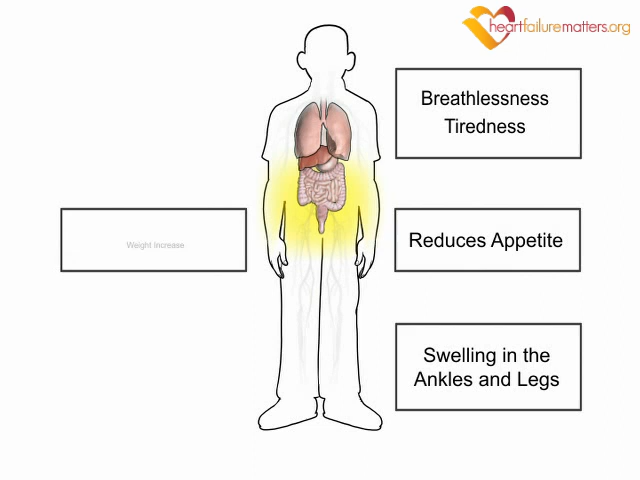 heartfailurematters.org
Breathlessness
Tiredness
Weight Increase
Reduces Appetite
Swelling in the
Ankles and Legs